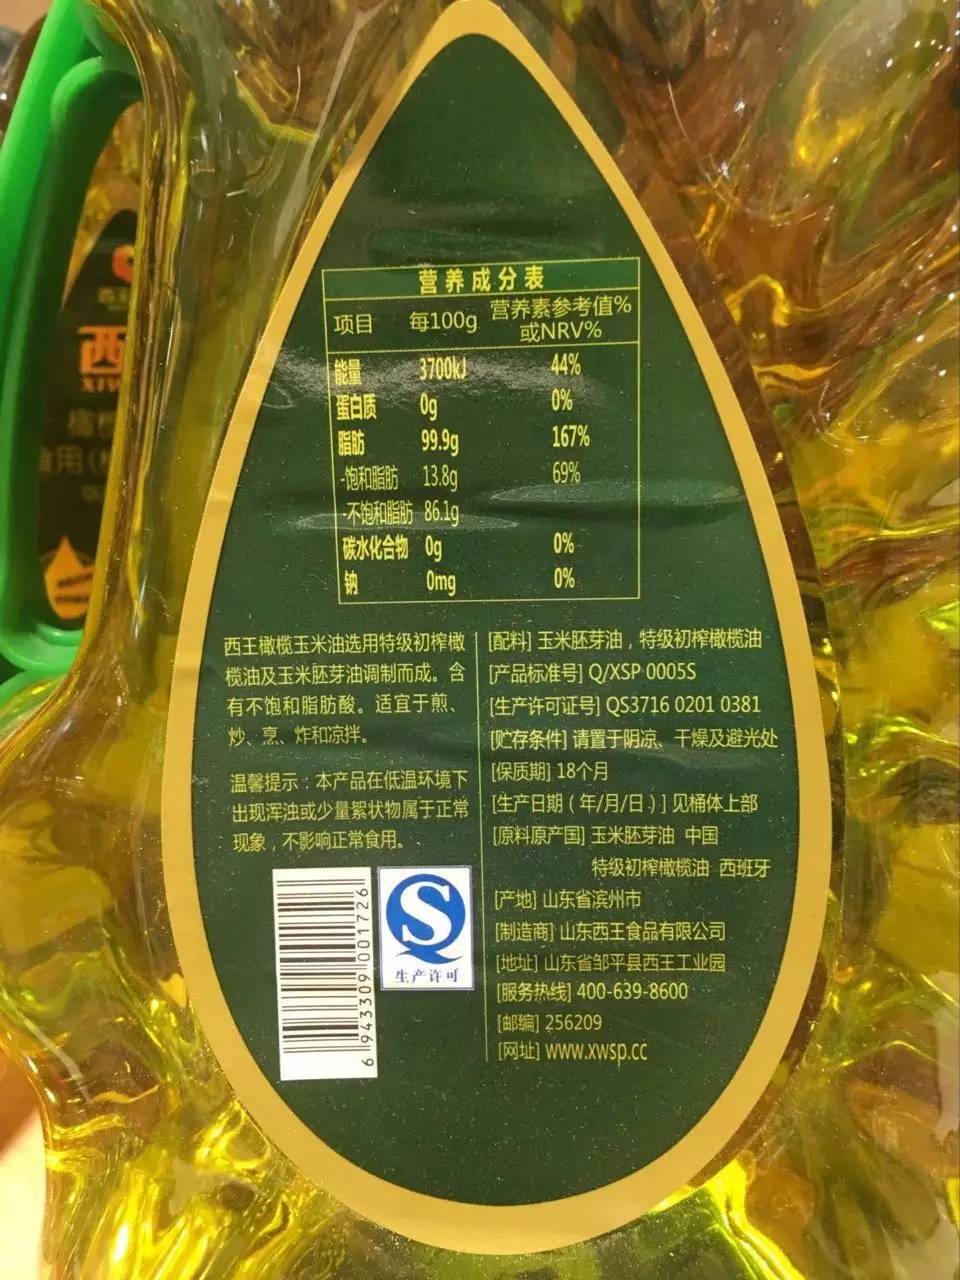 营养成分表
项目 每100g 营养素参考值%
或NRV%
能量 3700kJ 44%
蛋白质 0g 0%
脂肪 99.9g 167%
-饱和脂肪 13.8g 69%
-不饱和脂肪 86.1g
碳水化合物 0g 0%
钠 0mg 0%
西王橄榄玉米油选用特级初榨橄
榄油及玉米胚芽油调制而成。含
有不饱和脂肪酸。适宜于煎、
炒、烹、炸和凉拌。
温馨提示：本产品在低温环境下
出现浑浊或少量絮状物属于正常
现象，不影响正常食用。
[配料] 玉米胚芽油，特级初榨橄榄油
[产品标准号] Q/XSP 0005S
[生产许可证号] QS3716 0201 0381
[贮存条件] 请置于阴凉、干燥及避光处
[保质期] 18个月
[生产日期（年/月/日）] 见桶体上部
[原料原产国] 玉米胚芽油 中国
特级初榨橄榄油 西班牙
[产地] 山东省滨州市
[制造商] 山东西王食品有限公司
[地址] 山东省邹平县西王工业园
[服务热线] 400-639-8600
[邮编] 256209
[网址] www.xwsp.cc
6 943309 001726
生产许可
西